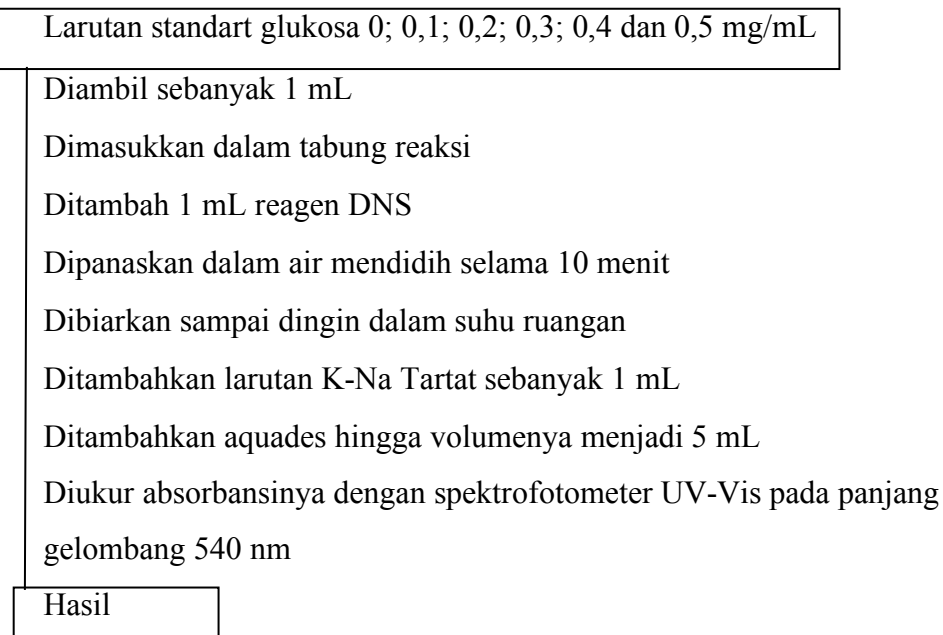 Larutan standart glukosa 0; 0,1; 0,2; 0,3; 0,4 dan 0,5 mg/mL
Diambil sebanyak 1 mL
Dimasukkan dalam tabung reaksi
Ditambah 1 mL reagen DNS
Dipanaskan dalam air mendidih selama 10 menit
Dibiarkan sampai dingin dalam suhu ruangan
Ditambahkan larutan K-Na Tartat sebanyak 1 mL
Ditambahkan aquades hingga volumenya menjadi 5 mL
Diukur absorbansinya dengan spektrofotometer UV-Vis pada panjang
gelombang 540 nm
Hasil